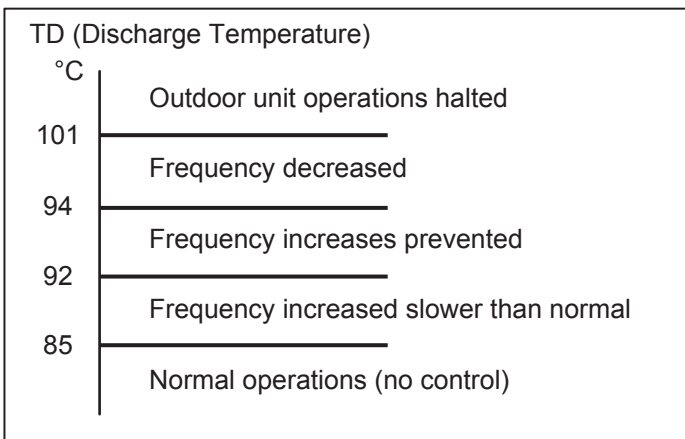 TD (Discharge Temperature)
°C
Outdoor unit operations halted
101
Frequency decreased
94
Frequency increases prevented
92
Frequency increased slower than normal
85
Normal operations (no control)